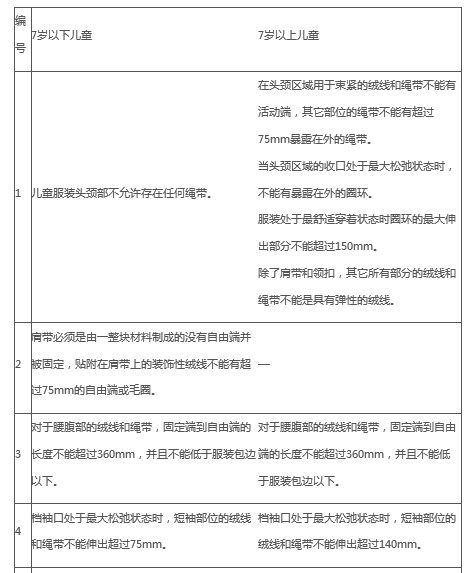 编
号
7岁以下儿童
7岁以上儿童
1
儿童服装头颈部不允许存在任何绳带。
在头颈区域用于束紧的绒线和绳带不能有
活动端，其它部位的绳带不能有超过
75mm暴露在外的绳带。
当头颈区域的收口处于最大松弛状态时，
不能有暴露在外的圈环。
服装处于最舒适穿着状态时圈环的最大伸
出部分不能超过150mm。
除了肩带和领扣，其它所有部分的绒线和
绳带不能是具有弹性的绒线。
2
肩带必须是由一整块材料制成的没有自由端并
被固定，贴附在肩带上的装饰性绒线不能有超
过75mm的自由端或毛圈。
—
3
对于腰腹部的绒线和绳带，固定端到自由端的
长度不能超过360mm，并且不能低于服装包边
以下。
对于腰腹部的绒线和绳带，固定端到自由
端的长度不能超过360mm，并且不能低
于服装包边以下。
4
档袖口处于最大松弛状态时，短袖部位的绒线
和绳带不能伸出超过75mm。
档袖口处于最大松弛状态时，短袖部位的
绒线和绳带不能伸出超过140mm。